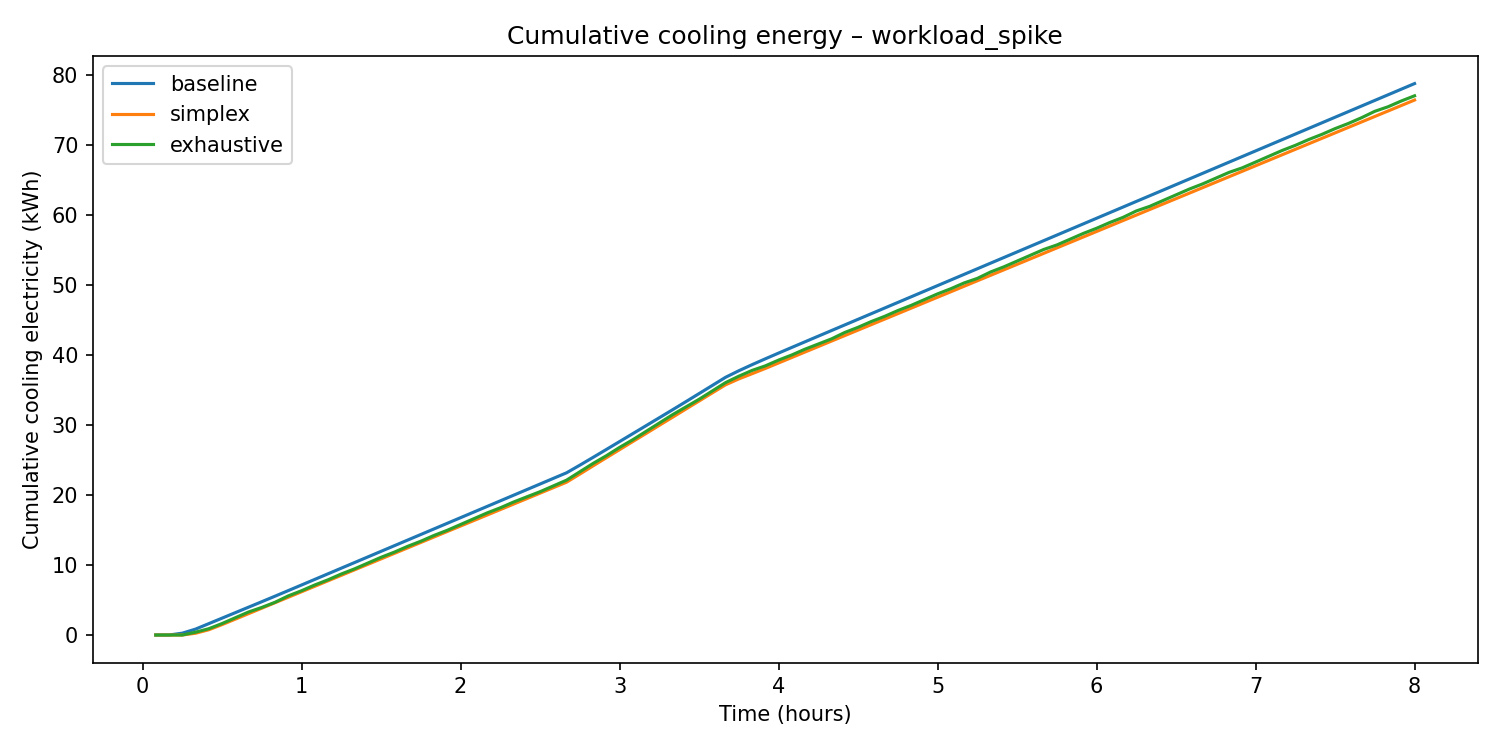 Cumulative cooling energy – workload_spike
baseline
simplex
exhaustive
Cumulative cooling electricity (kWh)
80
70
60
50
40
30
20
10
0
0 1 2 3 4 5 6 7 8
Time (hours)